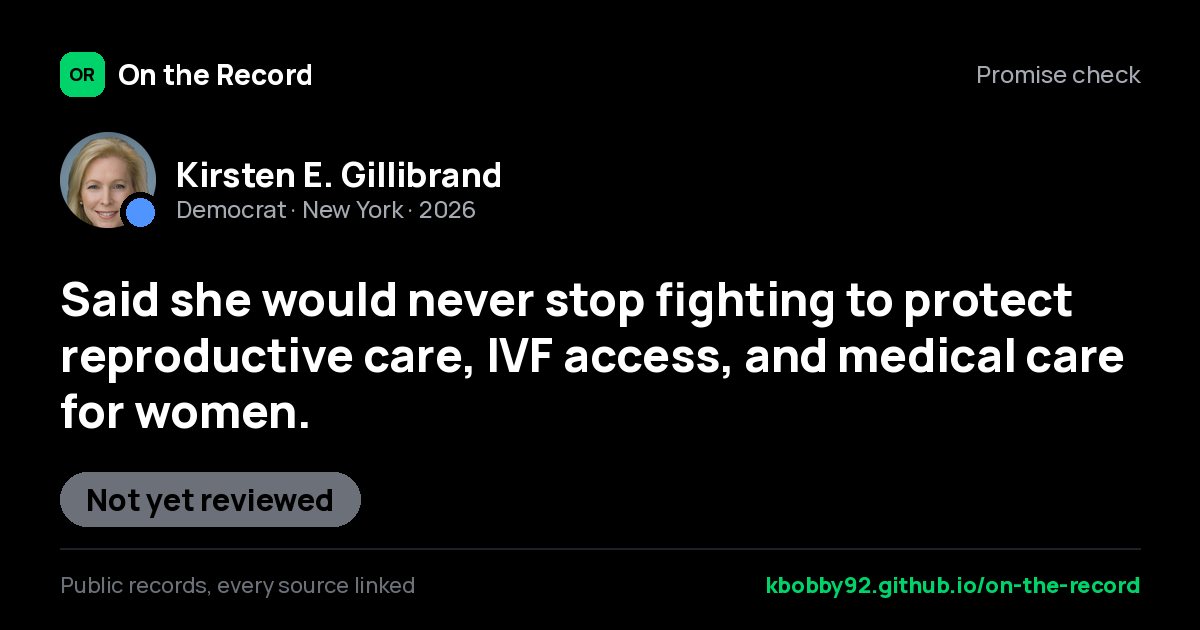 OR On the Record
Promise check
Kirsten E. Gillibrand
Democrat · New York · 2026
Said she would never stop fighting to protect
reproductive care, IVF access, and medical care
for women.
Not yet reviewed
Public records, every source linked
kbobby92.github.io/on-the-record